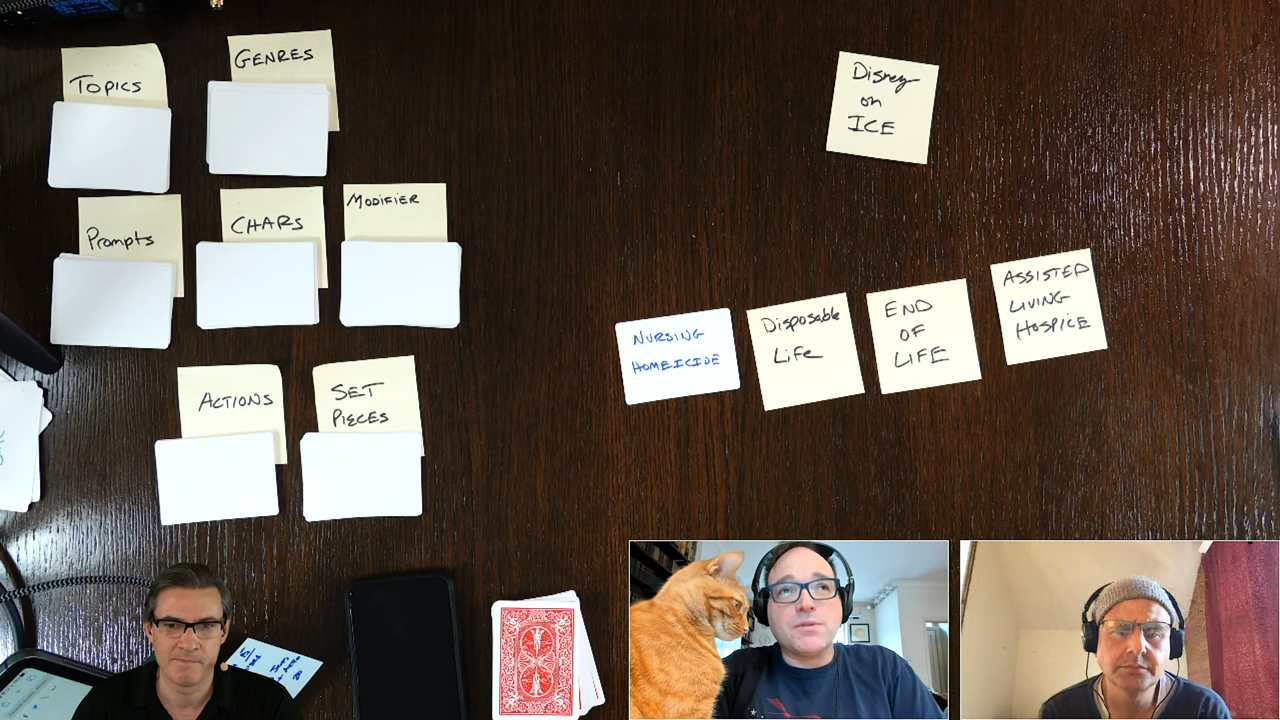 TOPICS
GENRES
Disney
on
ICE
Prompts
CHARS
MODIFIER
NURSING
HOMEICIDE
Disposable
Life
END
OF
LIFE
ASSISTED
LIVING
HOSPICE
ACTIONS
SET
PIECES